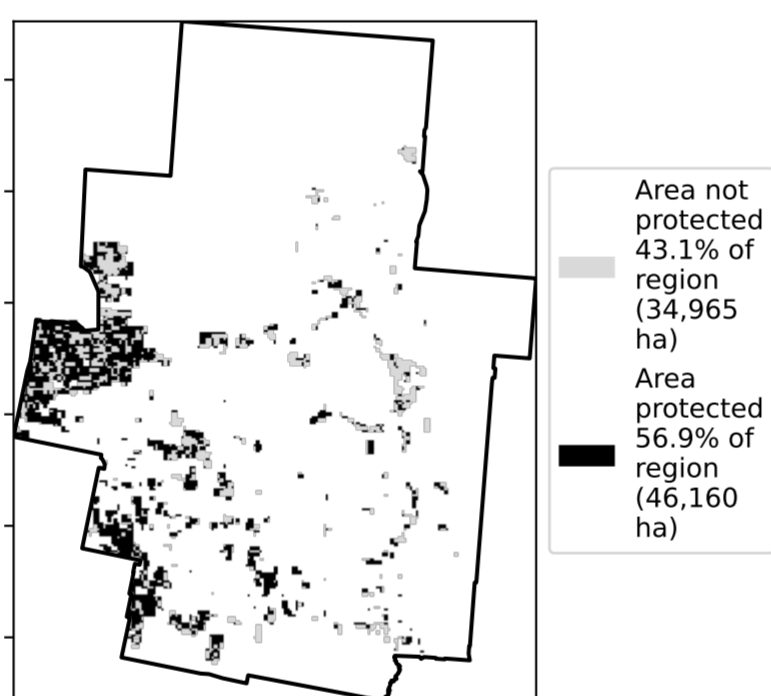 Area not
protected
43.1% of
region
(34,965
ha)
Area
protected
56.9% of
region
(46,160
ha)